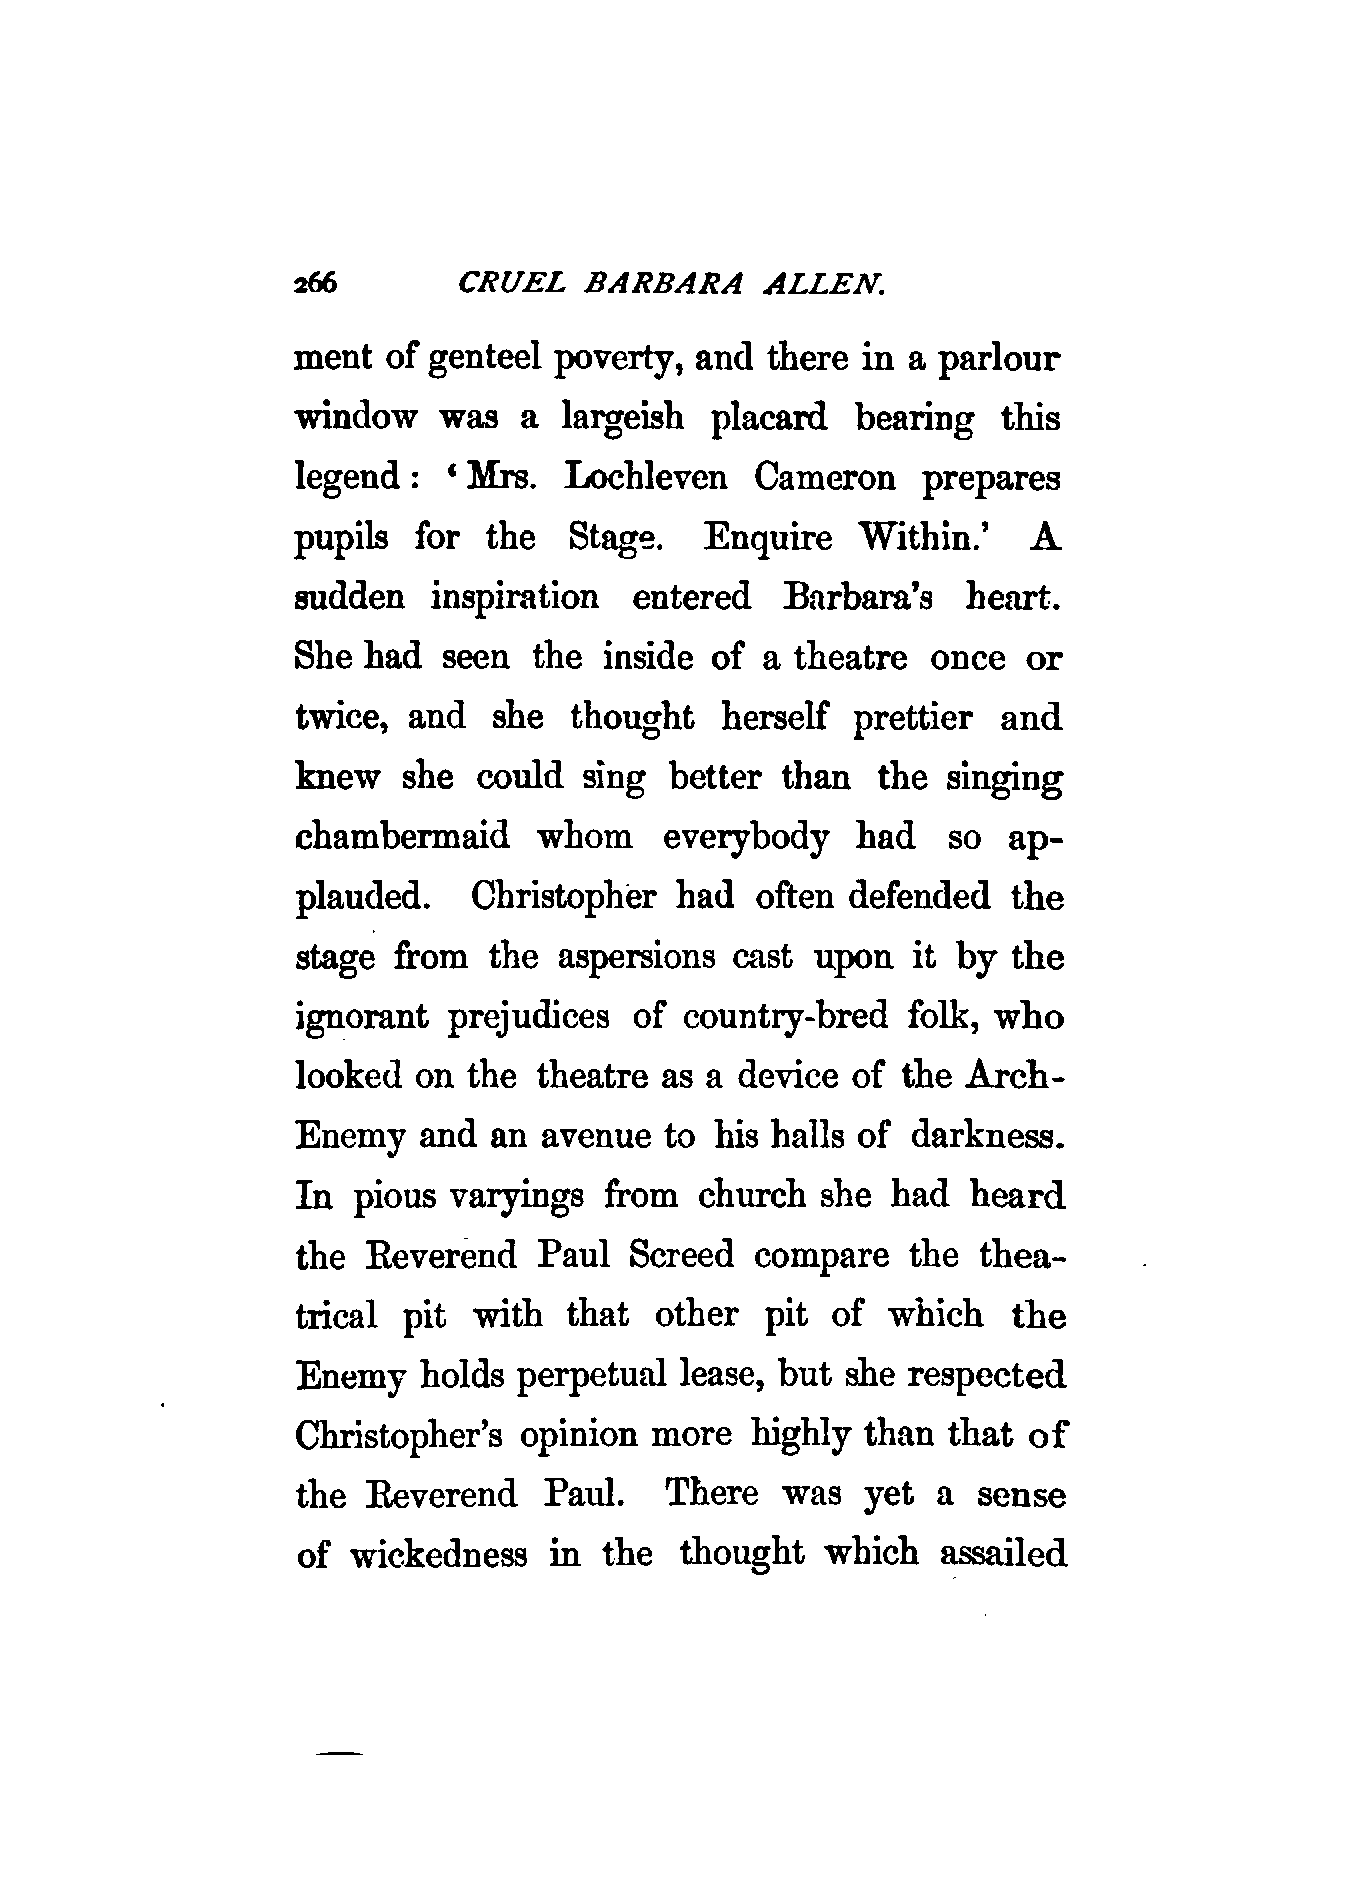 266 CRUEL BARBARA ALLEN.
ment of genteel poverty, and there in a parlour
window was a largeish placard bearing this
legend : ‘ Mrs. Lochleven Cameron prepares
pupils for the Stage. Enquire Within.’ A
sudden inspiration entered Barbara’s heart.
She had seen the inside of a theatre once or
twice, and she thought herself prettier and
knew she could sing better than the singing
chambermaid whom everybody had so ap-
plauded. Christopher had often defended the
stage from the aspersions cast upon it by the
ignorant prejudices of country-bred folk, who
looked on the theatre as a device of the Arch-
Enemy and an avenue to his halls of darkness.
In pious varyings from church she had heard
the Reverend Paul Screed compare the thea-
trical pit with that other pit of which the
Enemy holds perpetual lease, but she respected
Christopher’s opinion more highly than that of
the Reverend Paul. There was yet a sense
of wickedness in the thought which assailed